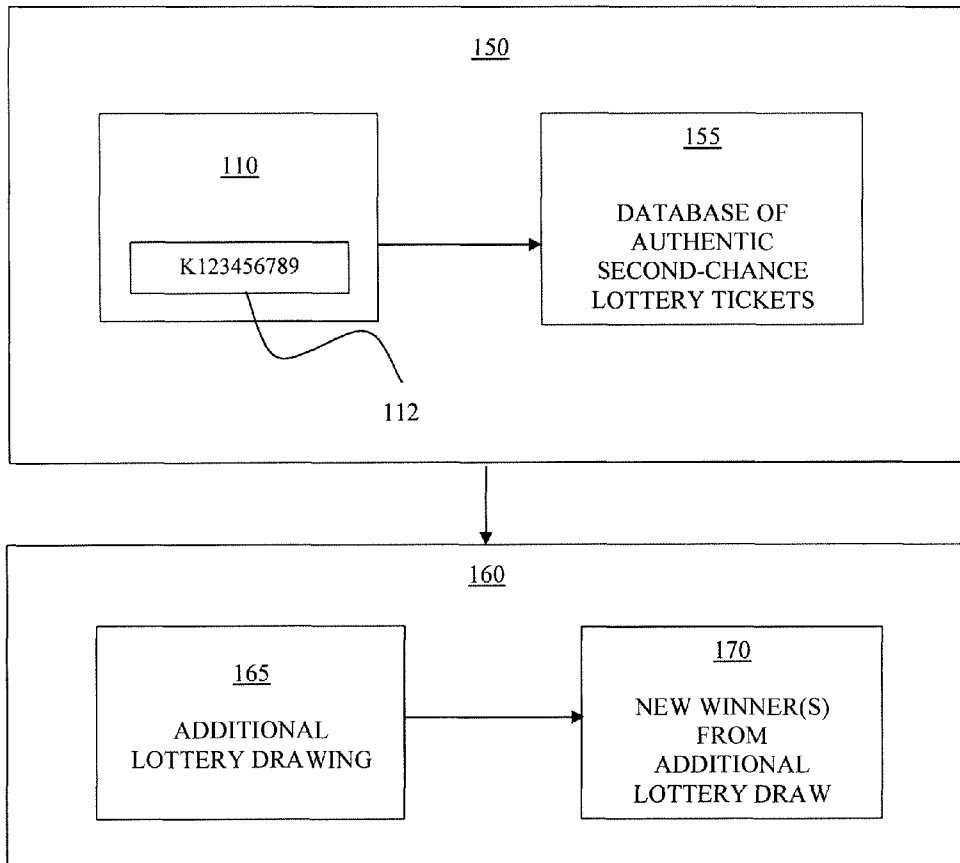 150
110
K123456789
112
155
DATABASE OF
AUTHENTIC
SECOND-CHANCE
LOTTERY TICKETS
160
165
ADDITIONAL
LOTTERY DRAWING
170
NEW WINNER(S)
FROM
ADDITIONAL
LOTTERY DRAW